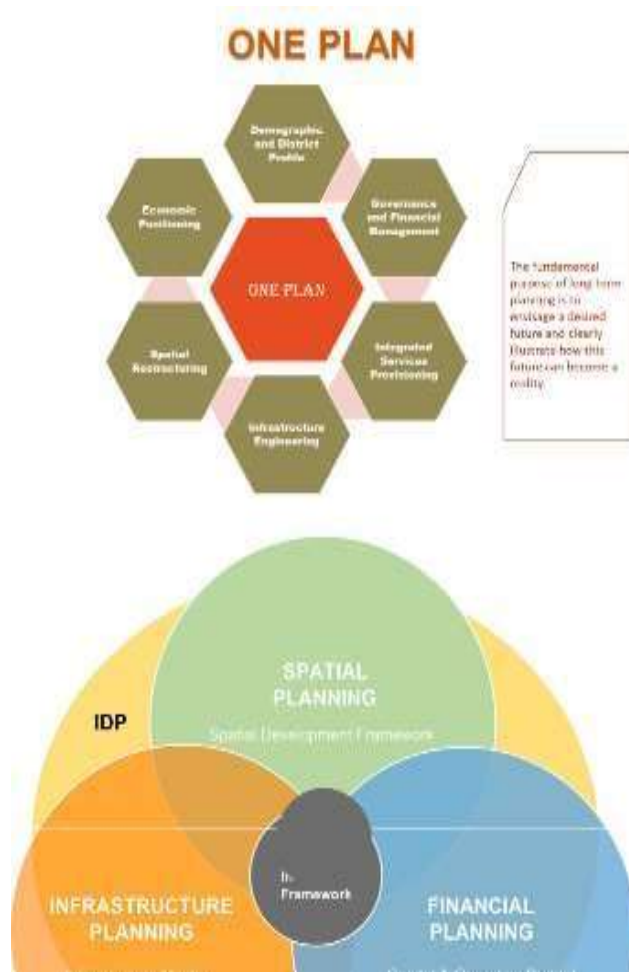 ONE PLAN
Demographic
and District
Profile
Economic
Positioning
Governance
and Financial
Management
ONE PLAN
Spatial
Restructuring
Integrated
Services
Provisioning
Infrastructure
Engineering
The fundamental
purpose of long term
planning is to
envisage a desired
future and clearly
illustrate how this
future can become a
reality
SPATIAL
PLANNING
IDP
Spatial Development Framework
Framework
INFRASTRUCTURE
PLANNING
FINANCIAL
PLANNING